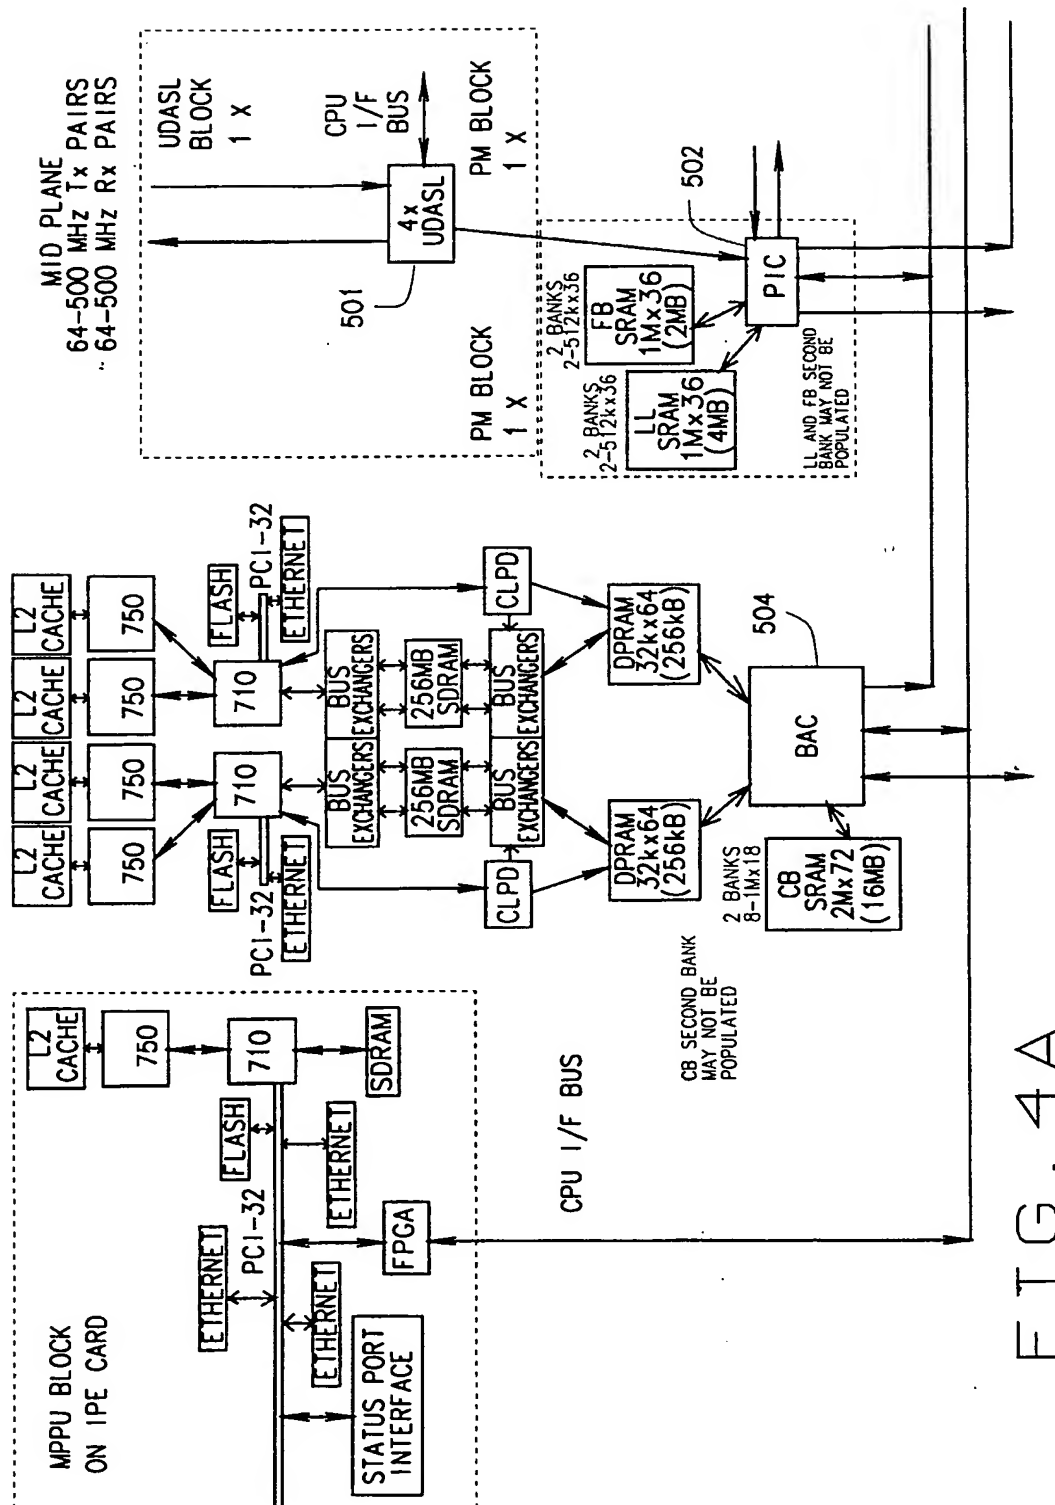 MPPU BLOCK
ON IPE CARD
L2
CACHE
750
710
SDRAM
FLASH
PCI-32
ETHERNET
ETHERNET
ETHERNET
FPGA
STATUS PORT
INTERFACE
CPU I/F BUS
L2
CACHE
L2
CACHE
L2
CACHE
L2
CACHE
750
750
750
750
710
710
FLASH
PCI-32
ETHERNET
FLASH
PCI-32
ETHERNET
BUS
EXCHANGERS
BUS
EXCHANGERS
256MB
SDRAM
256MB
SDRAM
CLPD
BUS
EXCHANGERS
BUS
EXCHANGERS
CLPD
DPRAM
32kx64
(256kB)
DPRAM
32kx64
(256kB)
504
BAC
2 BANKS
8-1Mx18
CB
SRAM
2Mx72
(16MB)
CB SECOND BANK
MAY NOT BE
POPULATED
MID PLANE
64-500 MHz Tx PAIRS
64-500 MHz Rx PAIRS
UDASL
BLOCK
1 X
CPU
I/F
BUS
4x
UDASL
501
PM BLOCK
1 X
PM BLOCK
1 X
2 BANKS
2-512kx36
LL
SRAM
1Mx36
(4MB)
2 BANKS
2-512kx36
FB
SRAM
1Mx36
(2MB)
502
PIC
LL AND FB SECOND
BANK MAY NOT BE
POPULATED
FIG. 4A